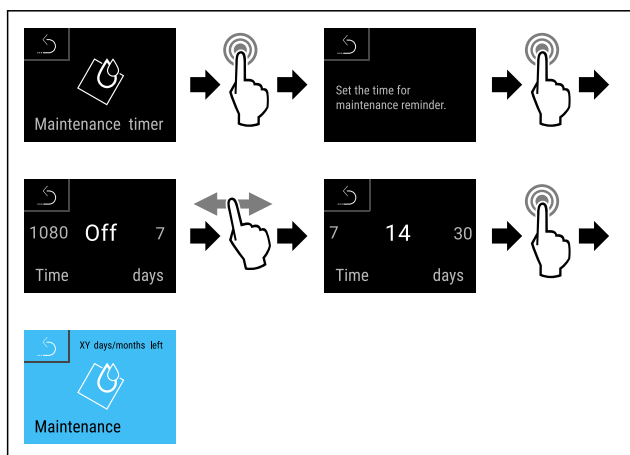 Maintenance timer
Set the time for
maintenance reminder.
1080 Off 7
Time days
7 14 30
Time days
XY days/months left
Maintenance